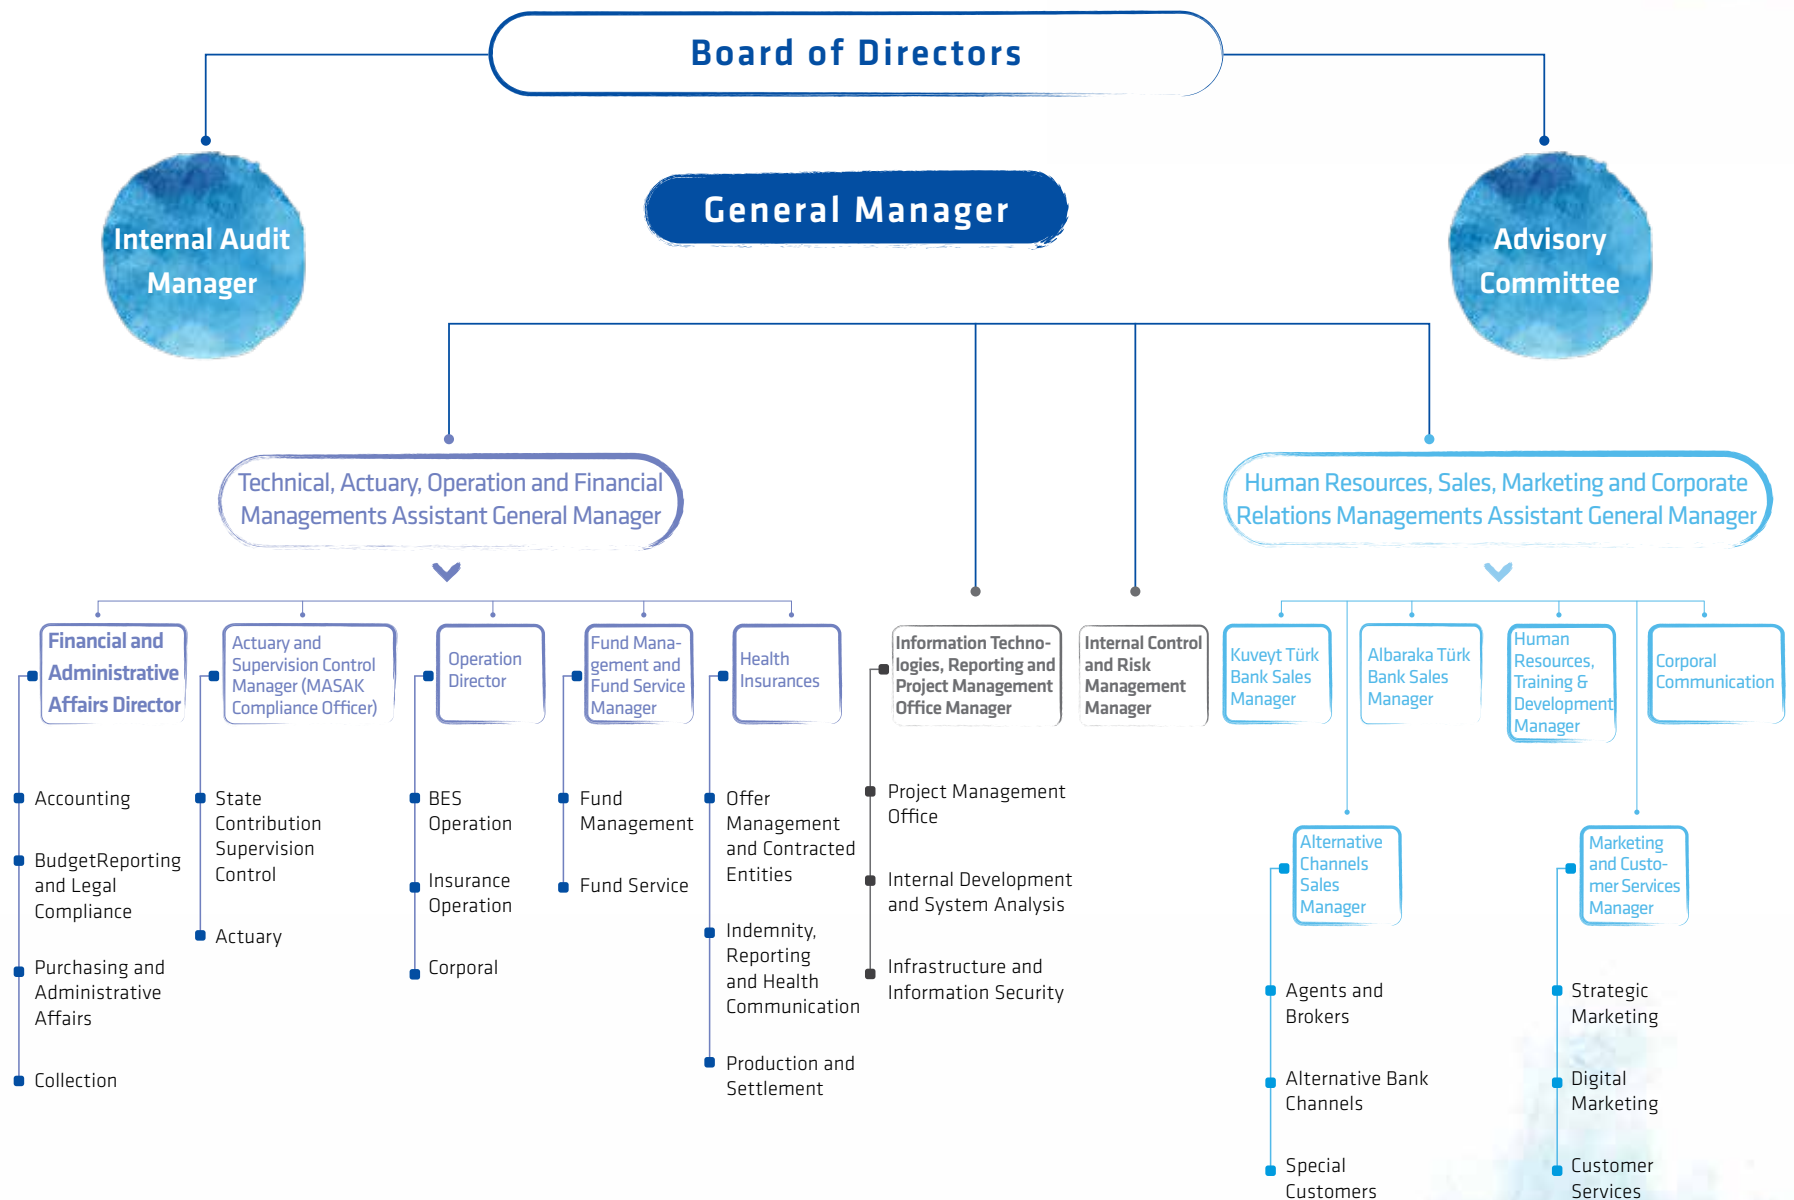 Board of Directors
General Manager
Internal Audit
Manager
Advisory
Committee
Technical, Actuary, Operation and Financial
Managements Assistant General Manager
Human Resources, Sales, Marketing and Corporate
Relations Managements Assistant General Manager
Financial and
Administrative
Affairs Director
Actuary and
Supervision Control
Manager (MASAK
Compliance Officer)
Operation
Director
Fund Mana-
gement and
Fund Service
Manager
Health
Insurances
Information Techno-
logies, Reporting and
Project Management
Office Manager
Internal Control
and Risk
Management
Manager
Kuveyt Türk
Bank Sales
Manager
Albaraka Türk
Bank Sales
Manager
Human
Resources,
Training &
Development
Manager
Corporal
Communication
Accounting
BudgetReporting
and Legal
Compliance
Purchasing and
Administrative
Affairs
Collection
State
Contribution
Supervision
Control
Actuary
BES
Operation
Insurance
Operation
Corporal
Fund
Management
Fund Service
Offer
Management
and Contracted
Entities
Indemnity,
Reporting
and Health
Communication
Production and
Settlement
Project Management
Office
Internal Development
and System Analysis
Infrastructure and
Information Security
Alternative
Channels
Sales
Manager
Agents and
Brokers
Alternative Bank
Channels
Special
Customers
Marketing
and Custo-
mer Services
Manager
Strategic
Marketing
Digital
Marketing
Customer
Services